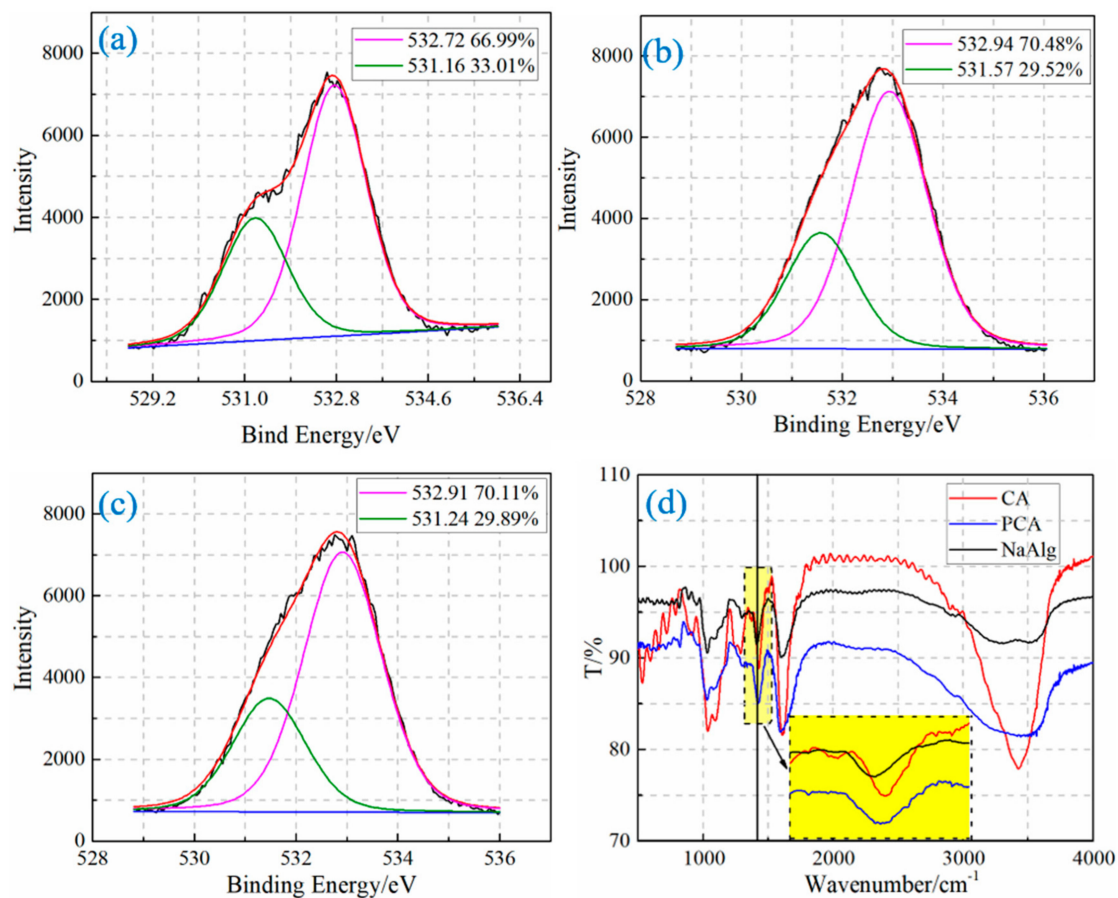 (a)
532.72 66.99%
531.16 33.01%
8000
6000
4000
2000
0
Intensity
529.2 531.0 532.8 534.6 536.4
Bind Energy/eV
(b)
532.94 70.48%
531.57 29.52%
8000
6000
4000
2000
0
Intensity
528 530 532 534 536
Binding Energy/eV
(c)
532.91 70.11%
531.24 29.89%
8000
6000
4000
2000
0
Intensity
528 530 532 534 536
Binding Energy/eV
(d)
CA
PCA
NaAlg
110
100
90
80
70
T/%
1000 2000 3000 4000
Wavenumber/cm-1